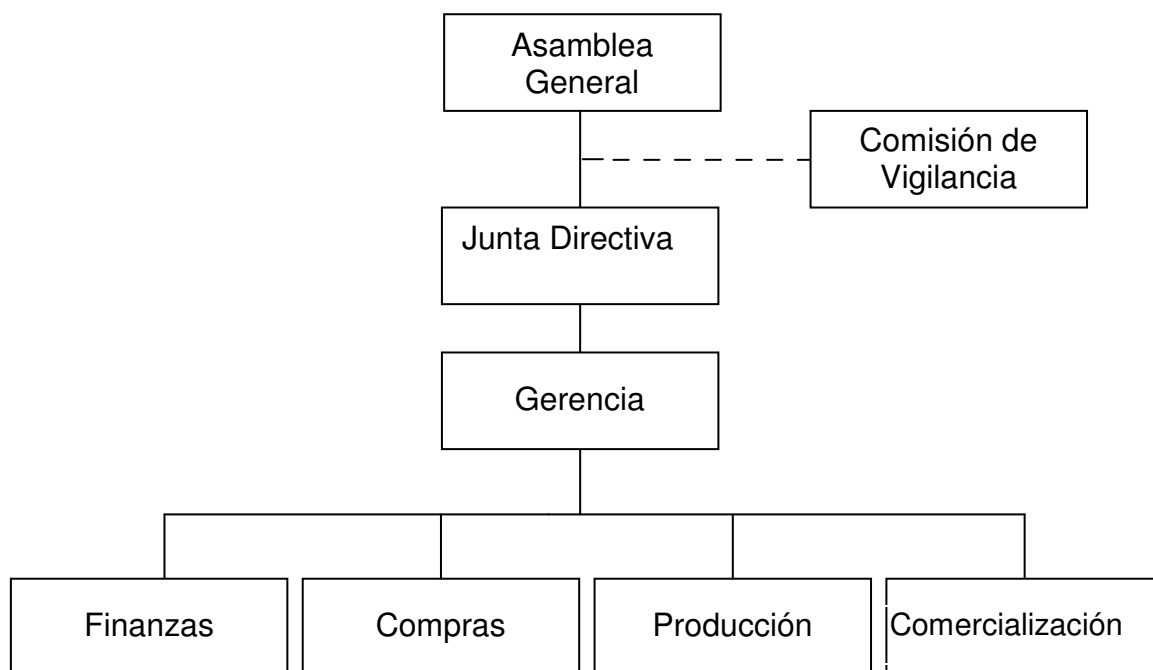 Asamblea
General
Comisión de
Vigilancia
Junta Directiva
Gerencia
Finanzas
Compras
Producción
Comercialización